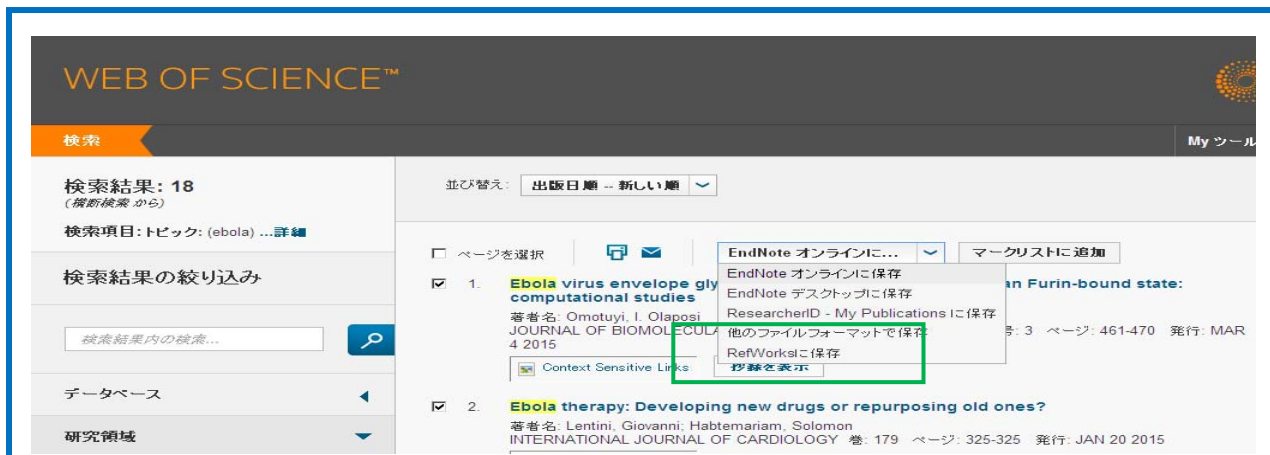 WEB OF SCIENCE™
検索
My ツール
検索結果: 18
(横断検索 から)
検索項目: トピック: (ebola) ...詳細
検索結果の絞り込み
検索結果内の検索...
データベース
研究領域
並び替え: 出版日順 -- 新しい順
ページを選択
EndNote オンラインに...
マークリストに追加
EndNote オンラインに保存
EndNote デスクトップに保存
ResearcherID - My Publications に保存
他のファイルフォーマットで保存
RefWorksに保存
1. Ebola virus envelope gly an Furin-bound state:
computational studies
著者名: Omotuyi, I. Olaposi
JOURNAL OF BIOMOLECULA 号: 3 ページ: 461-470 発行: MAR
4 2015
Context Sensitive Links 抄録を表示
2. Ebola therapy: Developing new drugs or repurposing old ones?
著者名: Lentini, Giovanni; Habtemariam, Solomon
INTERNATIONAL JOURNAL OF CARDIOLOGY 巻: 179 ページ: 325-325 発行: JAN 20 2015